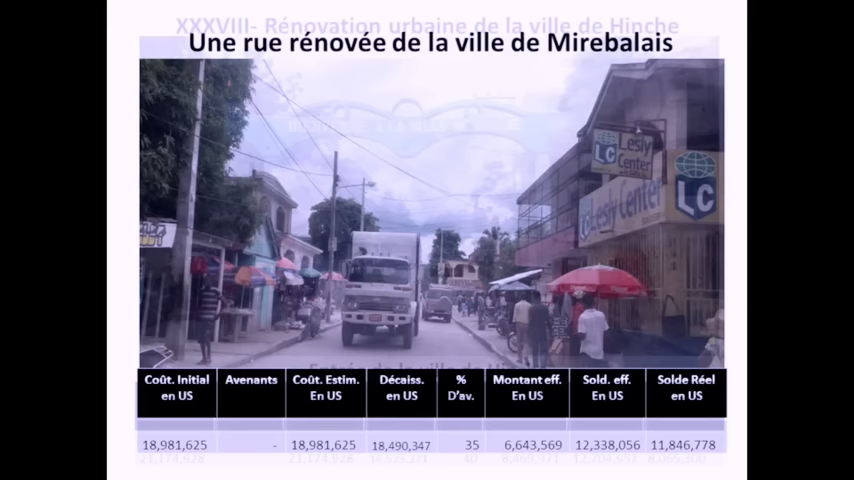 XXXVIII- Rénovation urbaine de la ville de Hinche
Une rue rénovée de la ville de Mirebalais
Lesly
Center
LC
LC
Lesly Center
Coût. Initial en US
Avenants
Coût. Estim. En US
Décaiss. en US
% D'av.
Montant eff. En US
Sold. eff. En US
Solde Réel en US
18,981,625 - 18,981,625 18,490,347 35 6,643,569 12,338,056 11,846,778